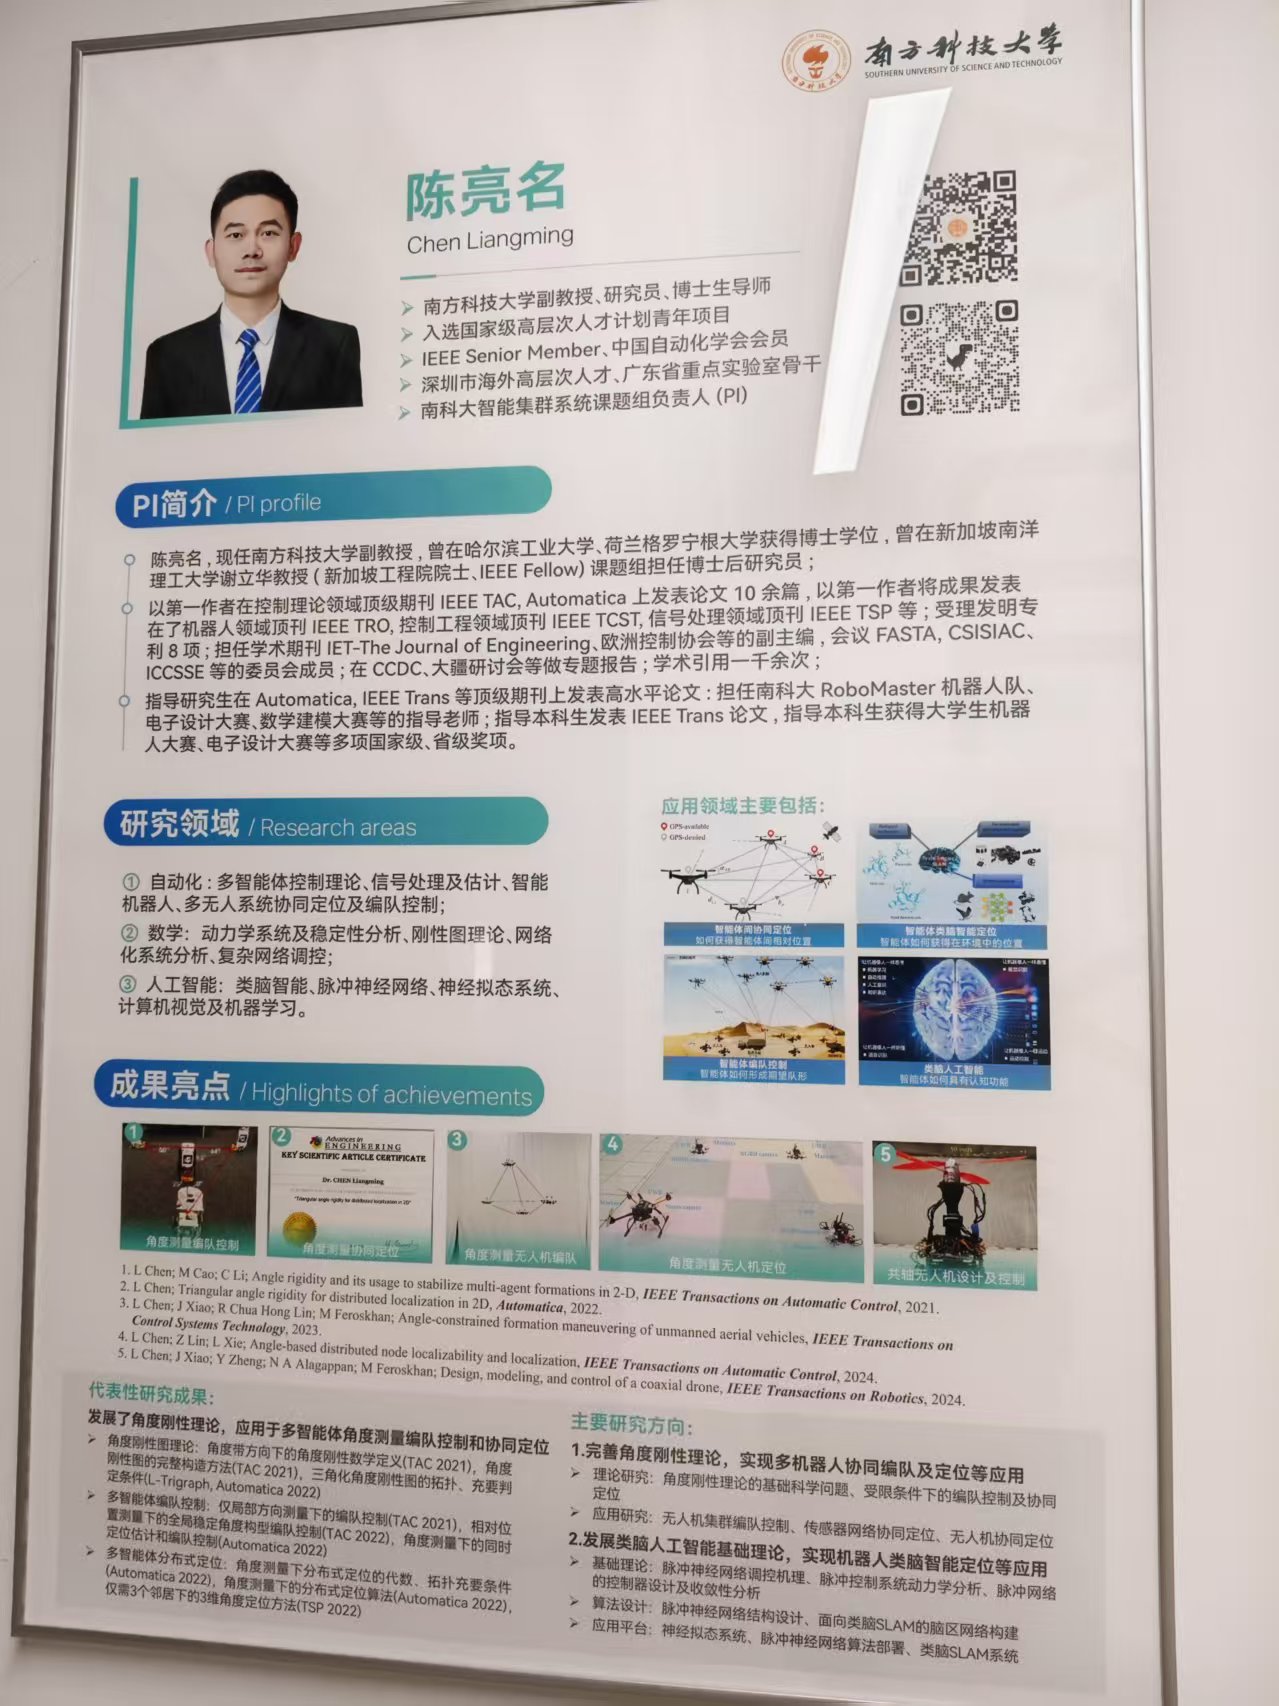 南方科技大学
SOUTHERN UNIVERSITY OF SCIENCE AND TECHNOLOGY
陈亮名
Chen Liangming
南方科技大学副教授、研究员、博士生导师
入选国家级高层次人才计划青年项目
IEEE Senior Member、中国自动化学会会员
深圳市海外高层次人才、广东省重点实验室骨干
南科大智能集群系统课题组负责人 (PI)
PI简介 / PI profile
陈亮名，现任南方科技大学副教授，曾在哈尔滨工业大学、荷兰格罗宁根大学获得博士学位，曾在新加坡南洋
理工大学谢立华教授（新加坡工程院院士、IEEE Fellow) 课题组担任博士后研究员；
以第一作者在控制理论领域顶级期刊 IEEE TAC, Automatica 上发表论文 10 余篇，以第一作者将成果发表
在了机器人领域顶刊 IEEE TRO, 控制工程领域顶刊 IEEE TCST, 信号处理领域顶刊 IEEE TSP 等；受理发明专
利 8 项；担任学术期刊 IET-The Journal of Engineering、欧洲控制协会等的副主编，会议 FASTA, CSISIAC、
ICCSSE 等的委员会成员；在 CCDC、大疆研讨会等做专题报告；学术引用一千余次；
指导研究生在 Automatica, IEEE Trans 等顶级期刊上发表高水平论文：担任南科大 RoboMaster 机器人队、
电子设计大赛、数学建模大赛等的指导老师；指导本科生发表 IEEE Trans 论文，指导本科生获得大学生机器
人大赛、电子设计大赛等多项国家级、省级奖项。
研究领域 / Research areas
① 自动化：多智能体控制理论、信号处理及估计、智能
机器人、多无人系统协同定位及编队控制；
② 数学：动力学系统及稳定性分析、刚性图理论、网络
化系统分析、复杂网络调控；
③ 人工智能：类脑智能、脉冲神经网络、神经拟态系统、
计算机视觉及机器学习。
应用领域主要包括：
GPS-available
GPS-denied
智能体间协同定位
如何获得智能体间相对位置
智能体类脑智能定位
智能体如何获得在环境中的位置
智能体编队控制
智能体如何形成期望队形
让机器像人一样思考
机器学习
自动推理
人工意识
知识表达
让机器像人一样看懂
视觉识别
让机器像人一样听懂
语音识别
让机器像人一样运动
类脑人工智能
智能体如何具有认知功能
成果亮点 / Highlights of achievements
1
角度测量编队控制
2
Advances in
ENGINEERING
KEY SCIENTIFIC ARTICLE CERTIFICATE
Dr. CHEN Liangming
"Triangular angle rigidity for distributed localization in 2D"
角度测量协同定位
3
角度测量无人机编队
4
角度测量无人机定位
5
共轴无人机设计及控制
1. L Chen; M Cao; C Li; Angle rigidity and its usage to stabilize multi-agent formations in 2-D, IEEE Transactions on Automatic Control, 2021.
2. L Chen; Triangular angle rigidity for distributed localization in 2D, Automatica, 2022.
3. L Chen; J Xiao; R Chua Hong Lin; M Feroskhan; Angle-constrained formation maneuvering of unmanned aerial vehicles, IEEE Transactions on
Control Systems Technology, 2023.
4. L Chen; Z Lin; L Xie; Angle-based distributed node localizability and localization, IEEE Transactions on Automatic Control, 2024.
5. L Chen; J Xiao; Y Zheng; N A Alagappan; M Feroskhan; Design, modeling, and control of a coaxial drone, IEEE Transactions on Robotics, 2024.
代表性研究成果：
发展了角度刚性理论，应用于多智能体角度测量编队控制和协同定位
角度刚性图理论：角度带方向下的角度刚性数学定义(TAC 2021)，角度
刚性图的完整构造方法(TAC 2021)，三角化角度刚性图的拓扑、充要判
定条件(L-Trigraph, Automatica 2022)
多智能体编队控制：仅局部方向测量下的编队控制(TAC 2021)，相对位
置测量下的全局稳定角度构型编队控制(TAC 2022)，角度测量下的同时
定位估计和编队控制(Automatica 2022)
多智能体分布式定位：角度测量下分布式定位的代数、拓扑充要条件
(Automatica 2022)，角度测量下的分布式定位算法(Automatica 2022)，
仅需3个邻居下的3维角度定位方法(TSP 2022)
主要研究方向：
1.完善角度刚性理论，实现多机器人协同编队及定位等应用
理论研究：角度刚性理论的基础科学问题、受限条件下的编队控制及协同
定位
应用研究：无人机集群编队控制、传感器网络协同定位、无人机协同定位
2.发展类脑人工智能基础理论，实现机器人类脑智能定位等应用
基础理论：脉冲神经网络调控机理、脉冲控制系统动力学分析、脉冲网络
的控制器设计及收敛性分析
算法设计：脉冲神经网络结构设计、面向类脑SLAM的脑区网络构建
应用平台：神经拟态系统、脉冲神经网络算法部署、类脑SLAM系统